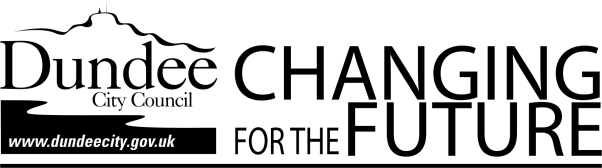 Dundee
City Council
www.dundeecity.gov.uk
CHANGING
FOR THE FUTURE